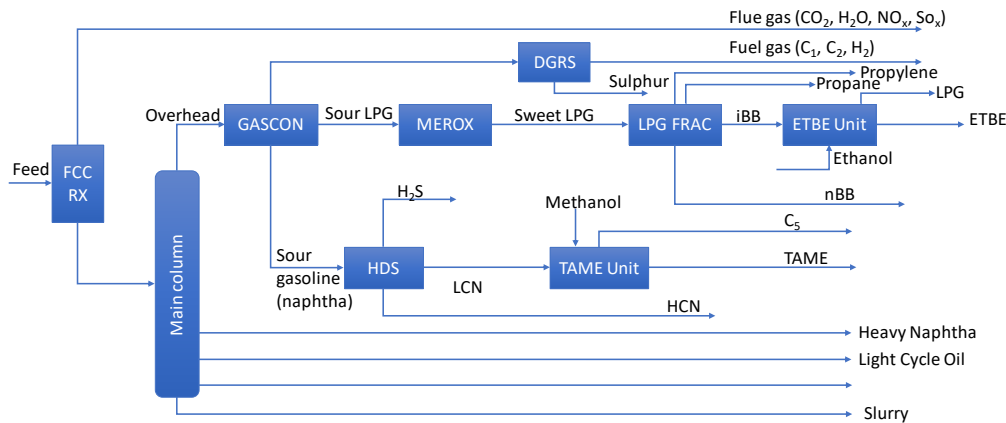 Flue gas (CO₂, H₂O, NOₓ, Soₓ)
DGRS
Fuel gas (C₁, C₂, H₂)
Sulphur
Propylene
Propane
LPG
Overhead
GASCON
Sour LPG
MEROX
Sweet LPG
LPG FRAC
iBB
ETBE Unit
ETBE
Ethanol
Feed
FCC
RX
nBB
H₂S
Methanol
C₅
Main column
Sour
gasoline
(naphtha)
HDS
LCN
TAME Unit
TAME
HCN
Heavy Naphtha
Light Cycle Oil
Slurry